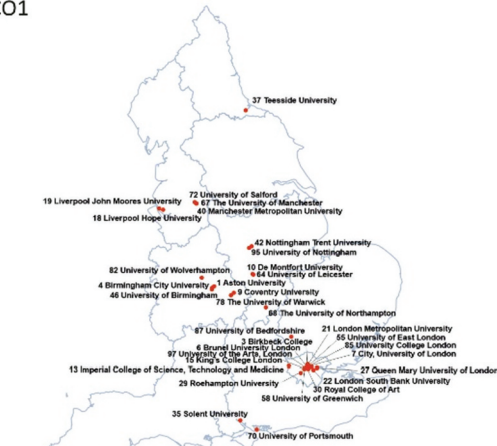 CO1
37 Teesside University
72 University of Salford
19 Liverpool John Moores University
67 The University of Manchester
40 Manchester Metropolitan University
18 Liverpool Hope University
42 Nottingham Trent University
95 University of Nottingham
10 De Montfort University
82 University of Wolverhampton
64 University of Leicester
1 Aston University
4 Birmingham City University
9 Coventry University
46 University of Birmingham
78 The University of Warwick
68 The University of Northampton
67 University of Bedfordshire
21 London Metropolitan University
3 Birkbeck College
55 University of East London
6 Brunel University London
85 University College London
97 University of the Arts, London
7 City, University of London
15 King's College London
13 Imperial College of Science, Technology and Medicine
27 Queen Mary University of London
29 Roehampton University
22 London South Bank University
30 Royal College of Art
58 University of Greenwich
35 Solent University
70 University of Portsmouth